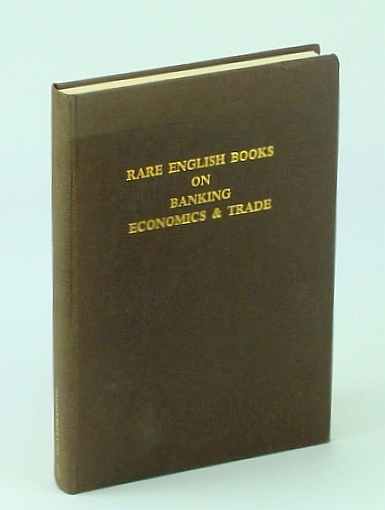 RARE ENGLISH BOOKS
ON
BANKING
ECONOMICS & TRADE